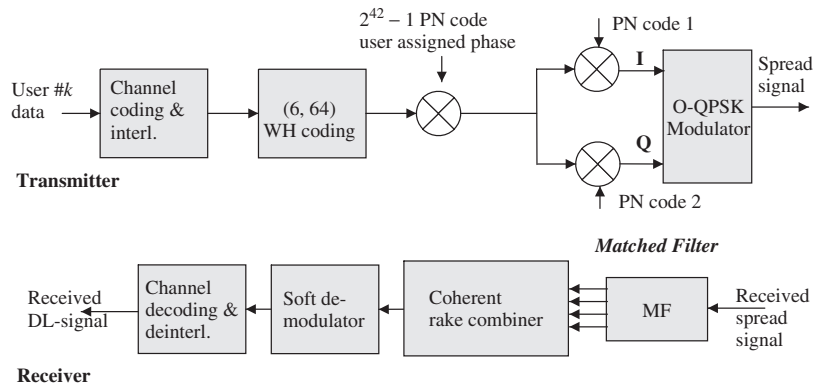 2⁴² − 1 PN code
user assigned phase
PN code 1
User #k
data
Channel
coding &
interl.
(6, 64)
WH coding
I
Q
O-QPSK
Modulator
Spread
signal
PN code 2
Transmitter
Matched Filter
Received
DL-signal
Channel
decoding &
deinterl.
Soft de-
modulator
Coherent
rake combiner
MF
Received
spread
signal
Receiver